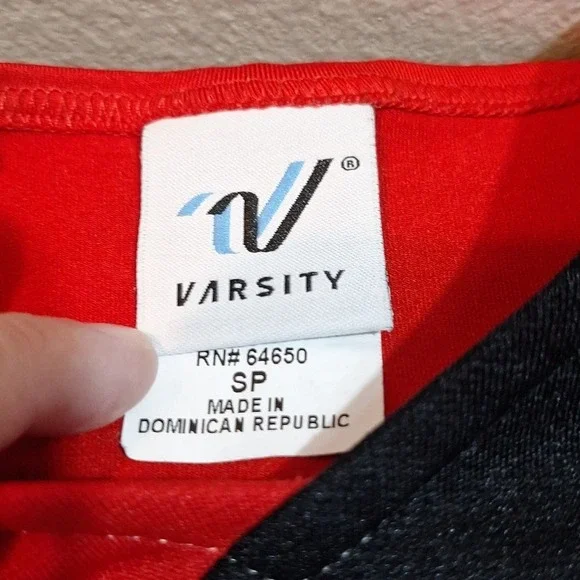 ®
VARSITY
RN# 64650
SP
MADE IN
DOMINICAN REPUBLIC